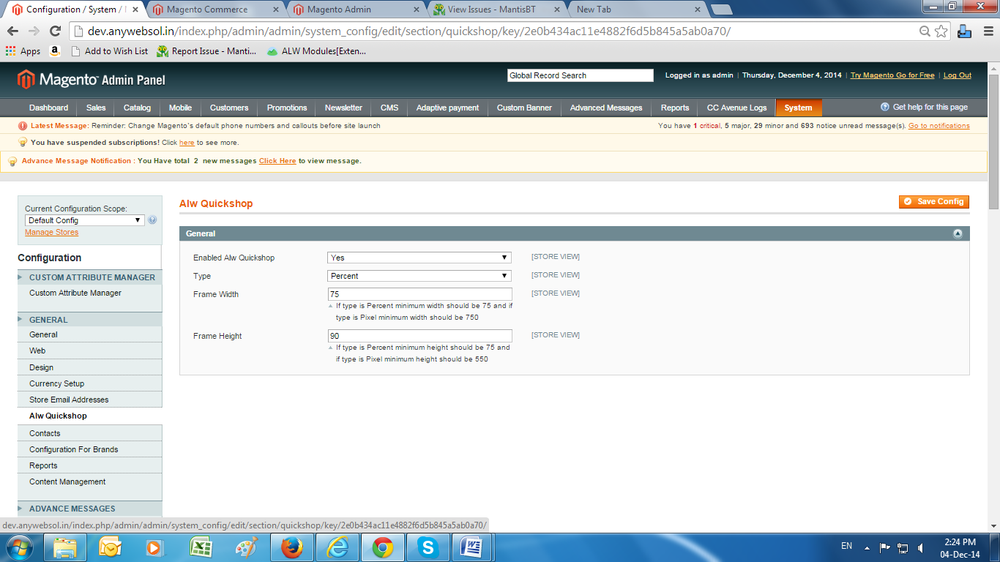 Configuration / System / 
Magento Commerce
Magento Admin
View Issues - MantisBT
New Tab
dev.anywebsol.in/index.php/admin/admin/system_config/edit/section/quickshop/key/2e0b434ac11e4882f6d5b845a5ab0a70/
Apps
Add to Wish List
Report Issue - Manti...
ALW Modules[Exten...
Magento Admin Panel
Global Record Search
Logged in as admin | Thursday, December 4, 2014 | Try Magento Go for Free | Log Out
Dashboard Sales Catalog Mobile Customers Promotions Newsletter CMS Adaptive payment Custom Banner Advanced Messages Reports CC Avenue Logs System
Get help for this page
Latest Message: Reminder: Change Magento's default phone numbers and callouts before site launch
You have 1 critical, 5 major, 29 minor and 693 notice unread message(s). Go to notifications
You have suspended subscriptions! Click here to see more.
Advance Message Notification : You Have total 2 new messages Click Here to view message.
Current Configuration Scope:
Default Config
Manage Stores
Configuration
CUSTOM ATTRIBUTE MANAGER
Custom Attribute Manager
GENERAL
General
Web
Design
Currency Setup
Store Email Addresses
Alw Quickshop
Contacts
Configuration For Brands
Reports
Content Management
ADVANCE MESSAGES
Alw Quickshop
Save Config
General
Enabled Alw Quickshop Yes [STORE VIEW]
Type Percent [STORE VIEW]
Frame Width 75 [STORE VIEW]
If type is Percent minimum width should be 75 and if
type is Pixel minimum width should be 750
Frame Height 90 [STORE VIEW]
If type is Percent minimum height should be 75 and
if type is Pixel minimum height should be 550
dev.anywebsol.in/index.php/admin/admin/system_config/edit/section/quickshop/key/2e0b434ac11e4882f6d5b845a5ab0a70/
EN
2:24 PM
04-Dec-14